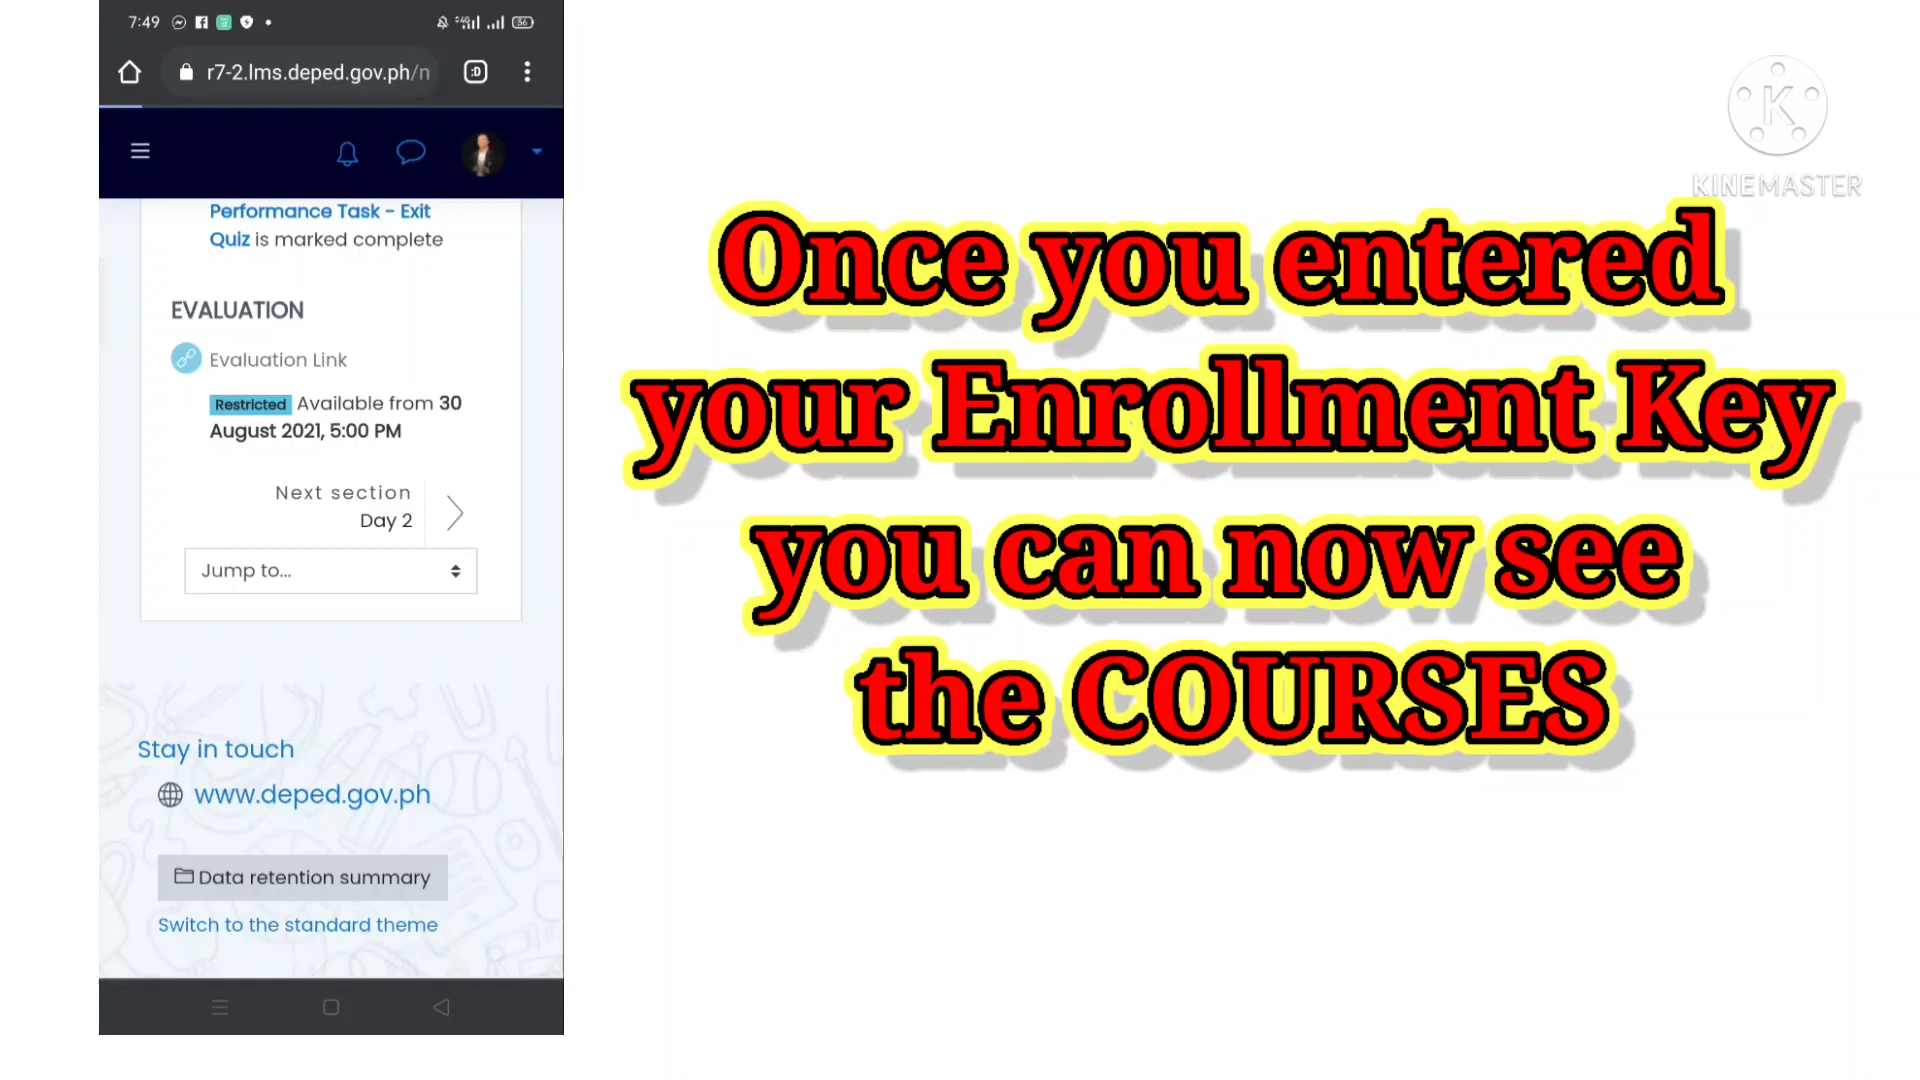 7:49
56
r7-2.lms.deped.gov.ph/n
:D
Performance Task - Exit
Quiz is marked complete
EVALUATION
Evaluation Link
Restricted Available from 30
August 2021, 5:00 PM
Next section
Day 2
Jump to...
Stay in touch
www.deped.gov.ph
Data retention summary
Switch to the standard theme
K
KINEMASTER
Once you entered
your Enrollment Key
you can now see
the COURSES